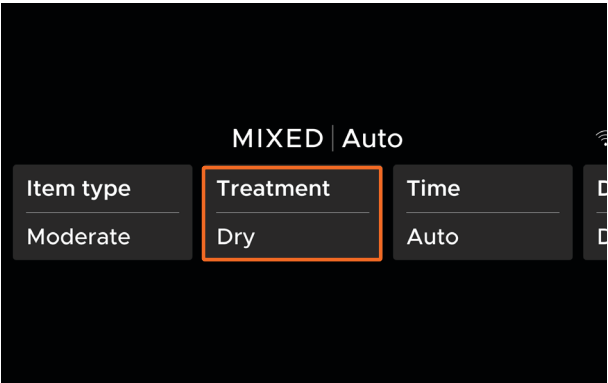 MIXED | Auto
Item type
Moderate
Treatment
Dry
Time
Auto
D
D